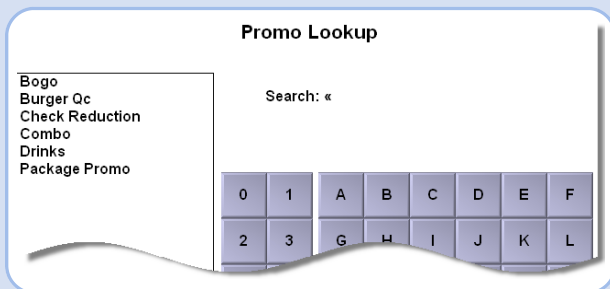 Promo Lookup
Bogo
Burger Qc
Check Reduction
Combo
Drinks
Package Promo
Search: «
0 1 A B C D E F
2 3 G H I J K L